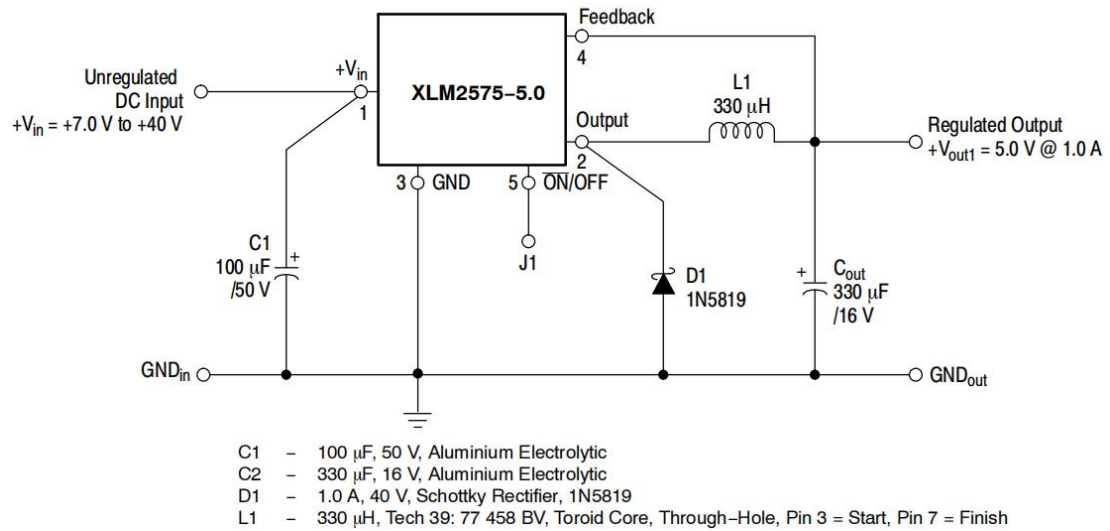 Feedback
4
+Vin
1
XLM2575–5.0
Unregulated
DC Input
+Vin = +7.0 V to +40 V
L1
330 μH
Output
2
Regulated Output
+Vout1 = 5.0 V @ 1.0 A
3
GND
5
ON/OFF
J1
C1
100 μF
/50 V
+
D1
1N5819
+
Cout
330 μF
/16 V
GNDin
GNDout
C1 – 100 μF, 50 V, Aluminium Electrolytic
C2 – 330 μF, 16 V, Aluminium Electrolytic
D1 – 1.0 A, 40 V, Schottky Rectifier, 1N5819
L1 – 330 μH, Tech 39: 77 458 BV, Toroid Core, Through–Hole, Pin 3 = Start, Pin 7 = Finish